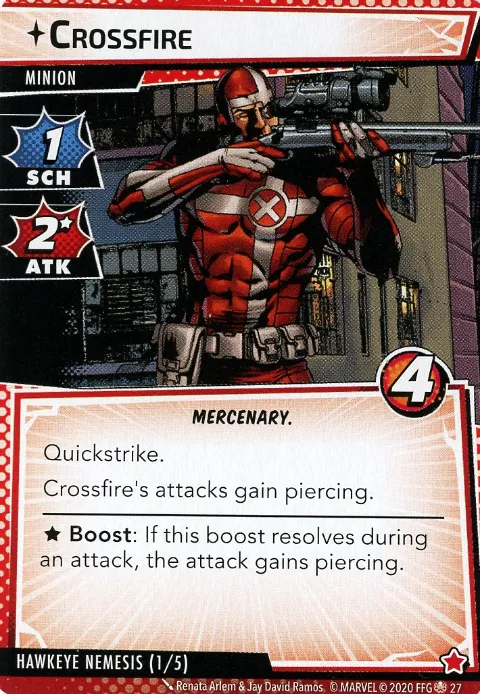 CROSSFIRE
MINION
1
SCH
2
ATK
4
MERCENARY.
Quickstrike.
Crossfire's attacks gain piercing.
★ Boost: If this boost resolves during
an attack, the attack gains piercing.
HAWKEYE NEMESIS (1/5)
Renata Arlem & Jay David Ramos. © MARVEL © 2020 FFG 27